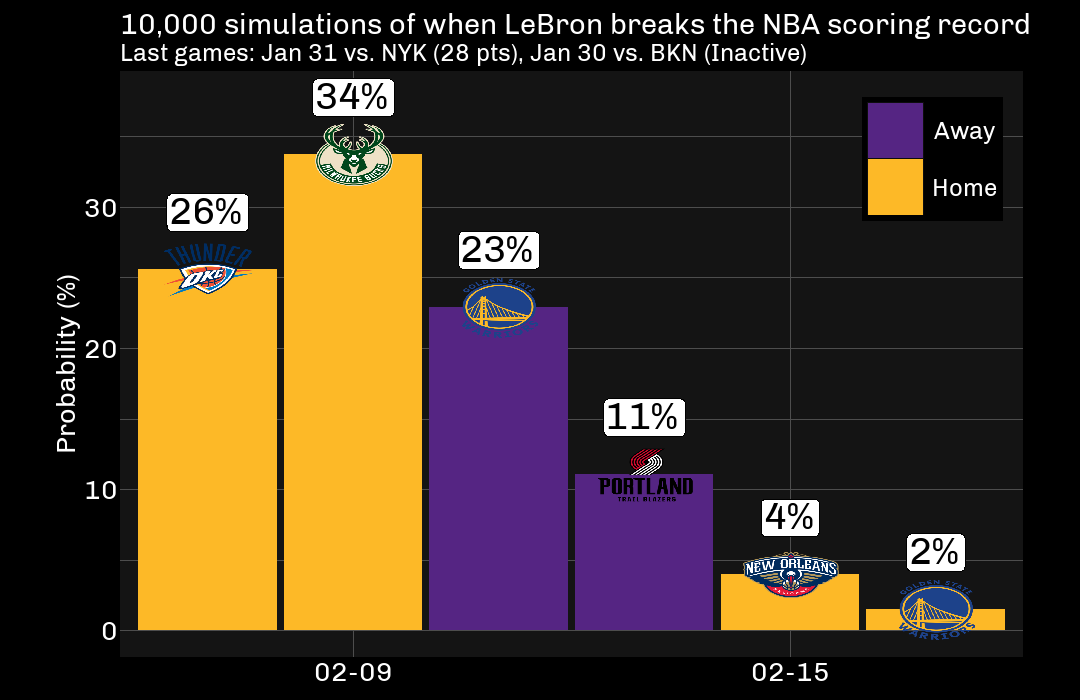 10,000 simulations of when LeBron breaks the NBA scoring record
Last games: Jan 31 vs. NYK (28 pts), Jan 30 vs. BKN (Inactive)
34%
Away
Home
26%
23%
11%
4%
2%
THUNDER
OKC
MILWAUKEE BUCKS
GOLDEN STATE
PORTLAND
TRAIL BLAZERS
NEW ORLEANS
GOLDEN STATE
WARRIORS
Probability (%)
30
20
10
0
02-09
02-15